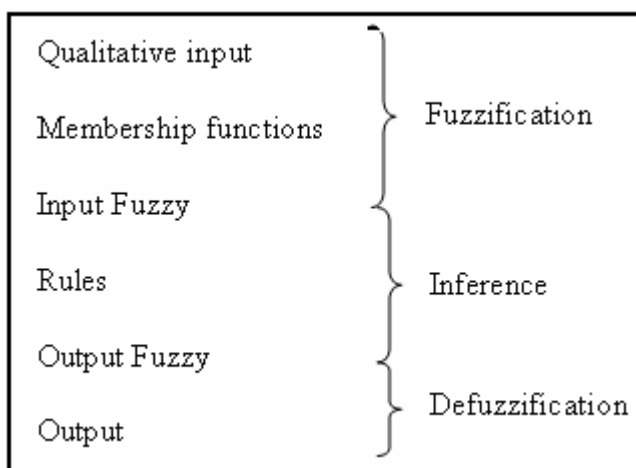 Qualitative input
Membership functions
Fuzzification
Input Fuzzy
Rules
Inference
Output Fuzzy
Defuzzification
Output